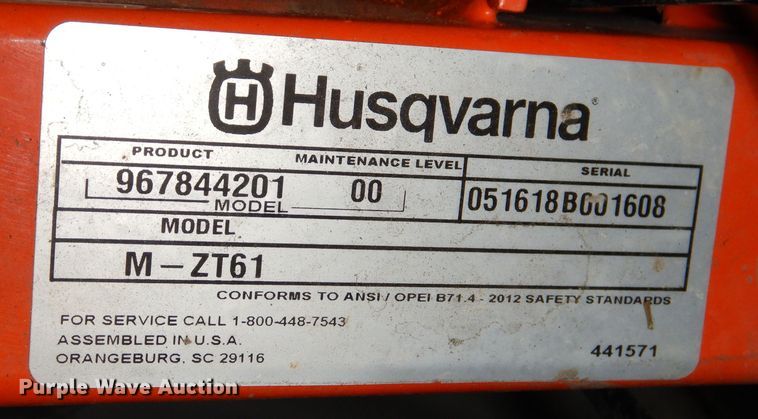 H Husqvarna®
PRODUCT MAINTENANCE LEVEL SERIAL
967844201 00 051618B001608
MODEL
MODEL
M-ZT61
CONFORMS TO ANSI / OPEI B71.4 - 2012 SAFETY STANDARDS
FOR SERVICE CALL 1-800-448-7543
ASSEMBLED IN U.S.A.
ORANGEBURG, SC 29116 441571
Purple Wave Auction